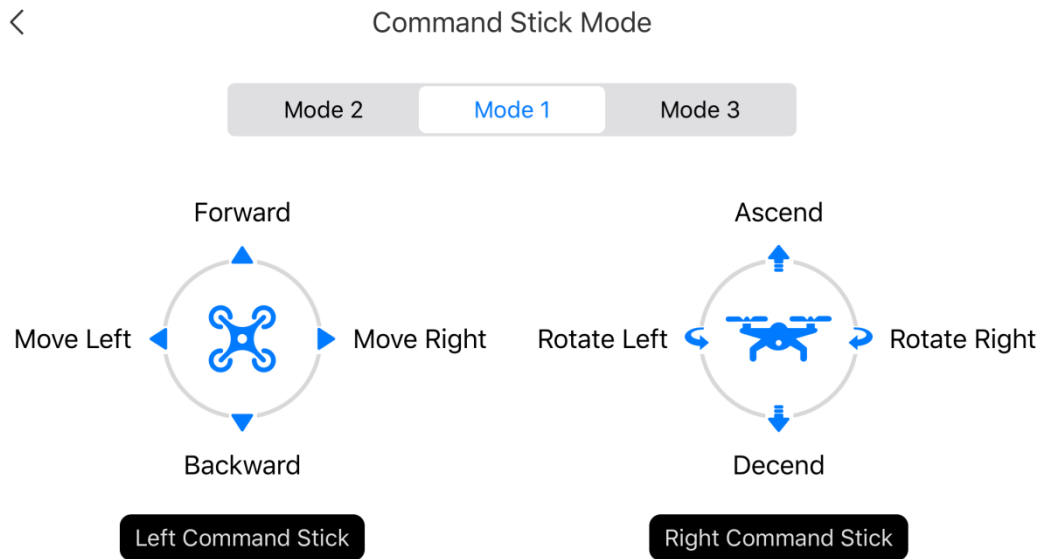 Command Stick Mode
Mode 2 Mode 1 Mode 3
Forward
Move Left Move Right
Backward
Left Command Stick
Ascend
Rotate Left Rotate Right
Decend
Right Command Stick